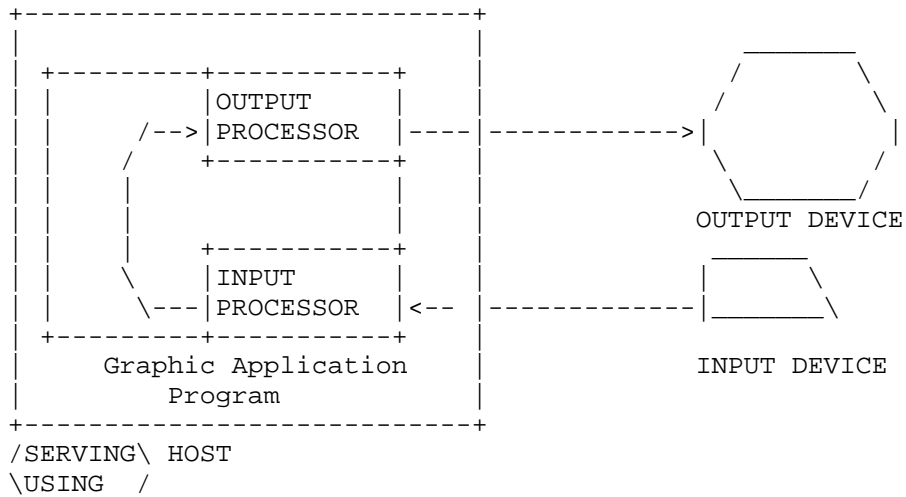 OUTPUT
PROCESSOR
OUTPUT DEVICE
INPUT
PROCESSOR
Graphic Application
Program
INPUT DEVICE
/SERVING\ HOST
\USING /